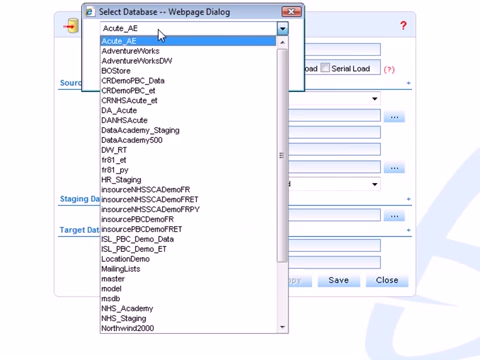 Select Database -- Webpage Dialog
Acute_AE
?
Acute_AE
AdventureWorks
AdventureWorksDW
BOStore
CRDemoPBC_Data
CRDemoPBC_et
CRNHSAcute_et
DA_Acute
DANHSAcute
DataAcademy_Staging
DataAcademy500
DW_RT
fr81_et
fr81_py
HR_Staging
insourceNHSSCADemoFR
insourceNHSSCADemoFRET
insourceNHSSCADemoFRPY
insourcePBCDemoFR
insourcePBCDemoFRET
ISL_PBC_Demo_Data
ISL_PBC_Demo_ET
LocationDemo
MailingLists
master
model
msdb
NHS_Academy
NHS_Staging
Northwind2000
oad Serial Load (?)
Sour
+
...
...
d
Staging Da
+
...
Target Dat
+
opy Save Close